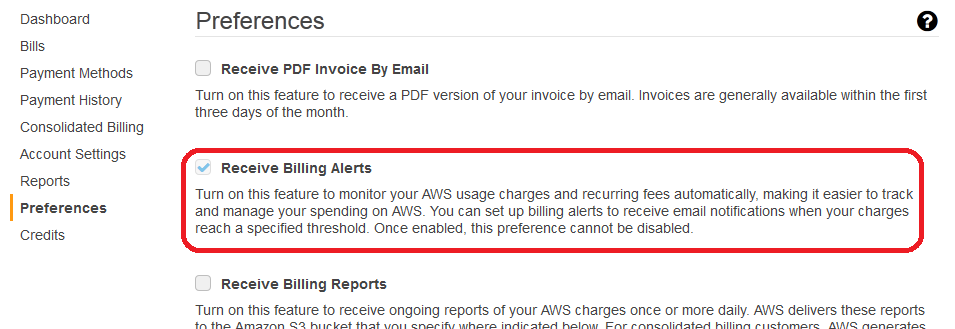 Dashboard
Bills
Payment Methods
Payment History
Consolidated Billing
Account Settings
Reports
Preferences
Credits
Preferences
?
Receive PDF Invoice By Email
Turn on this feature to receive a PDF version of your invoice by email. Invoices are generally available within the first
three days of the month.
Receive Billing Alerts
Turn on this feature to monitor your AWS usage charges and recurring fees automatically, making it easier to track
and manage your spending on AWS. You can set up billing alerts to receive email notifications when your charges
reach a specified threshold. Once enabled, this preference cannot be disabled.
Receive Billing Reports
Turn on this feature to receive ongoing reports of your AWS charges once or more daily. AWS delivers these reports
to the Amazon S3 bucket that you specify where indicated below. For consolidated billing customers, AWS generates